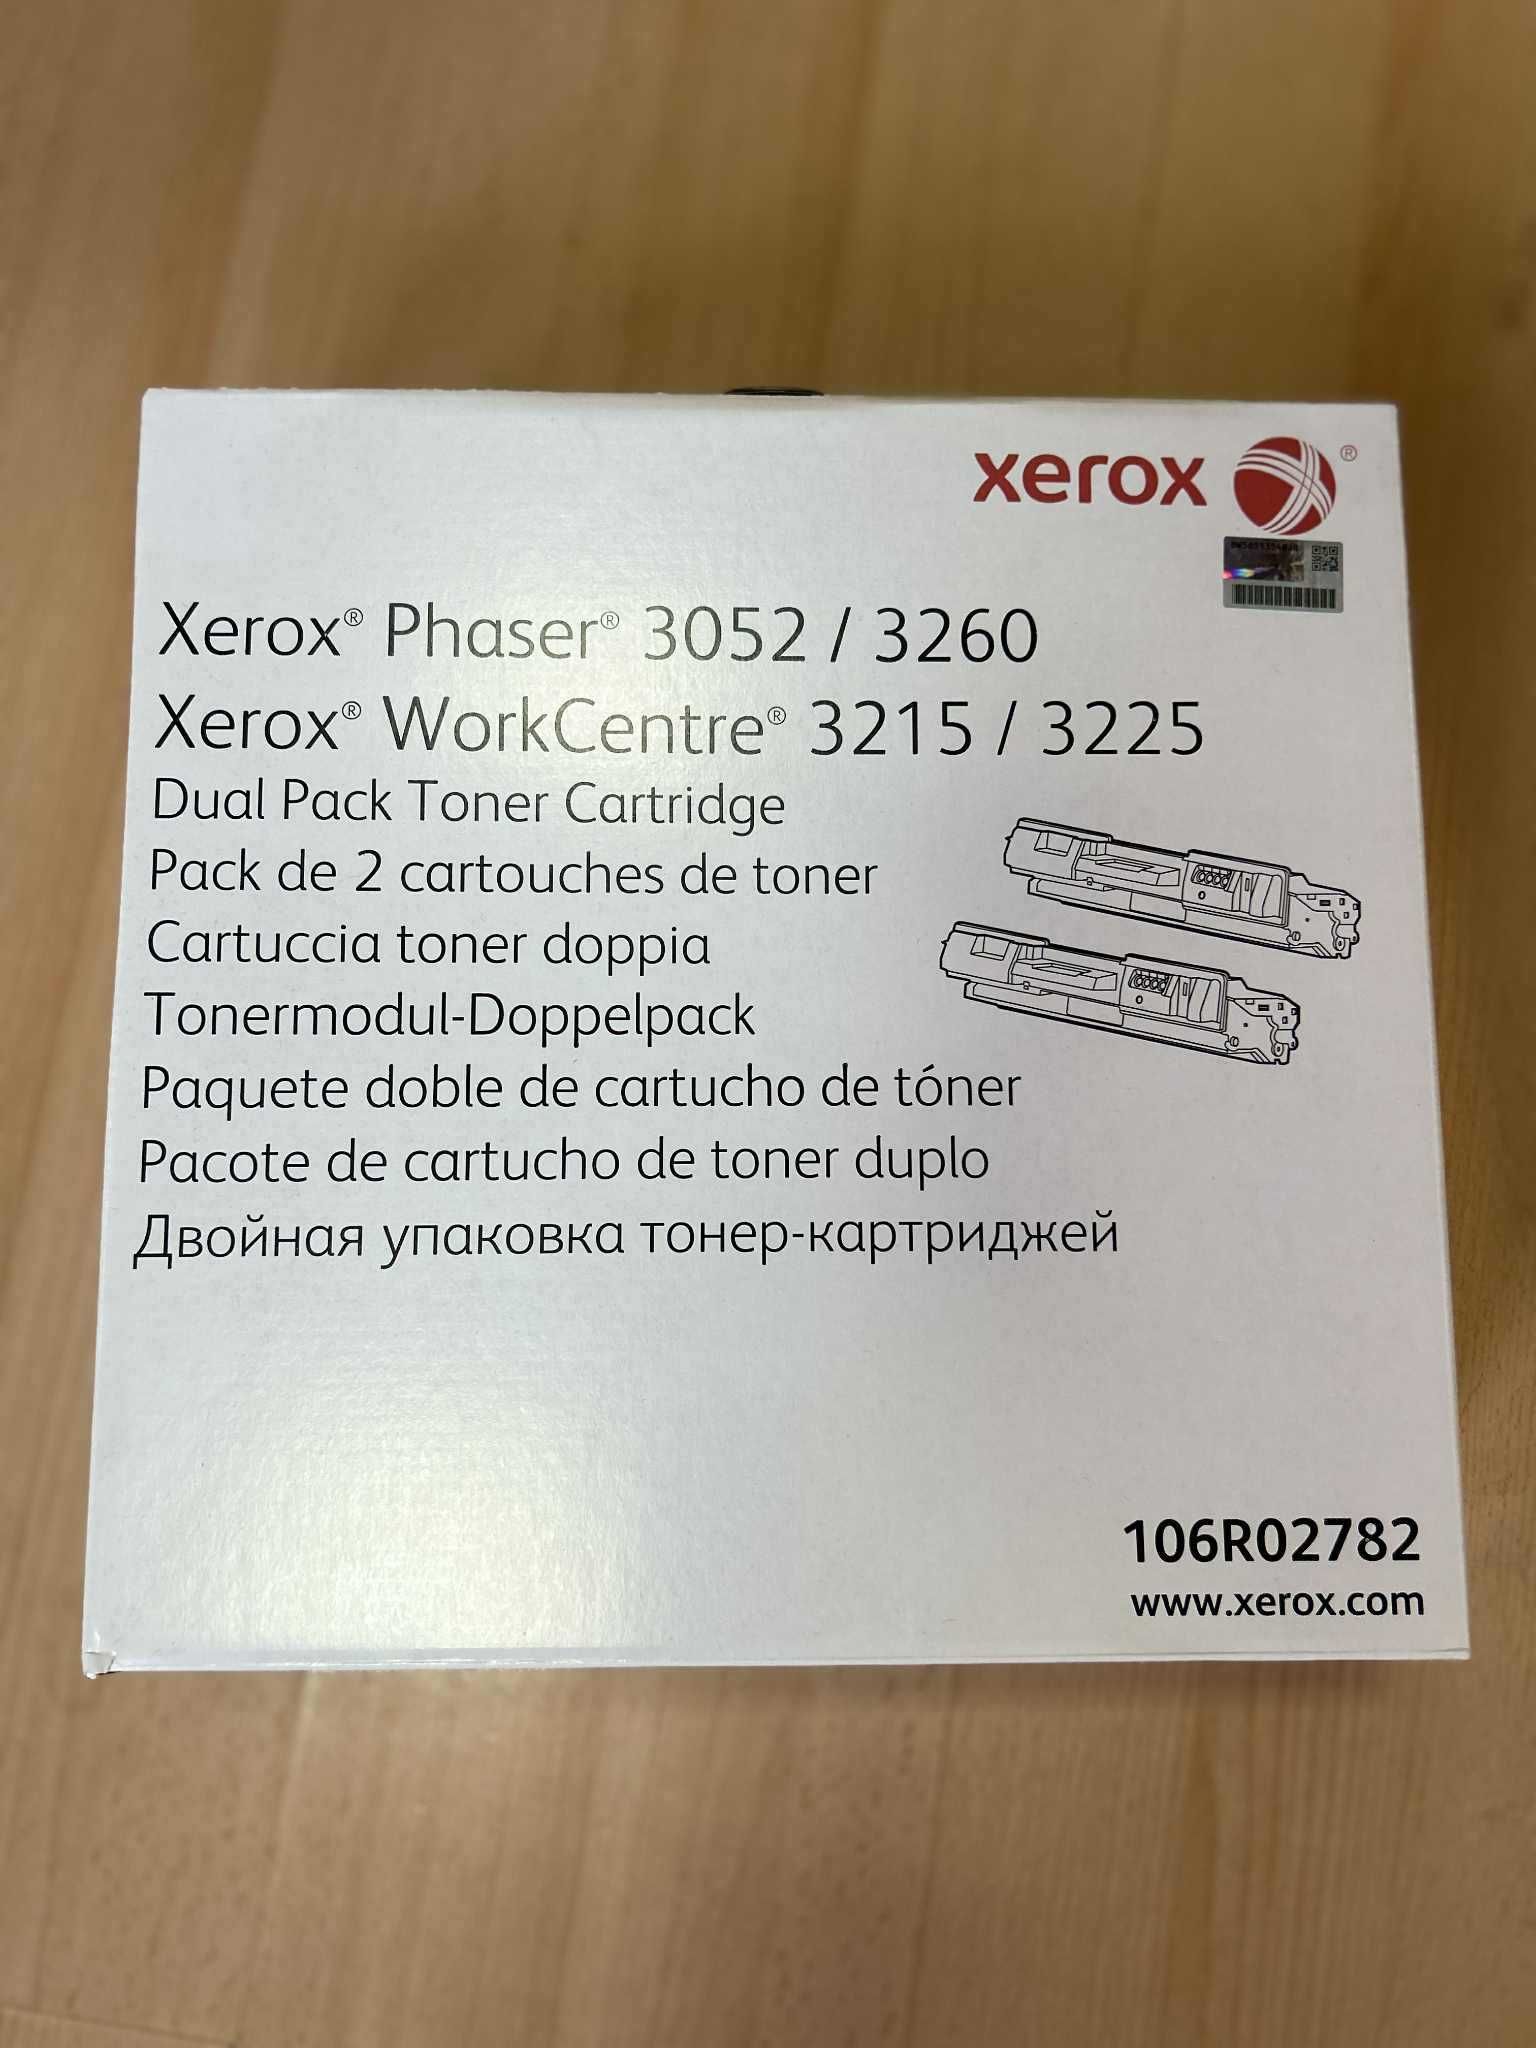 xerox ®
Xerox® Phaser® 3052 / 3260
Xerox® WorkCentre® 3215 / 3225
Dual Pack Toner Cartridge
Pack de 2 cartouches de toner
Cartuccia toner doppia
Tonermodul-Doppelpack
Paquete doble de cartucho de tóner
Pacote de cartucho de toner duplo
Двойная упаковка тонер-картриджей
106R02782
www.xerox.com